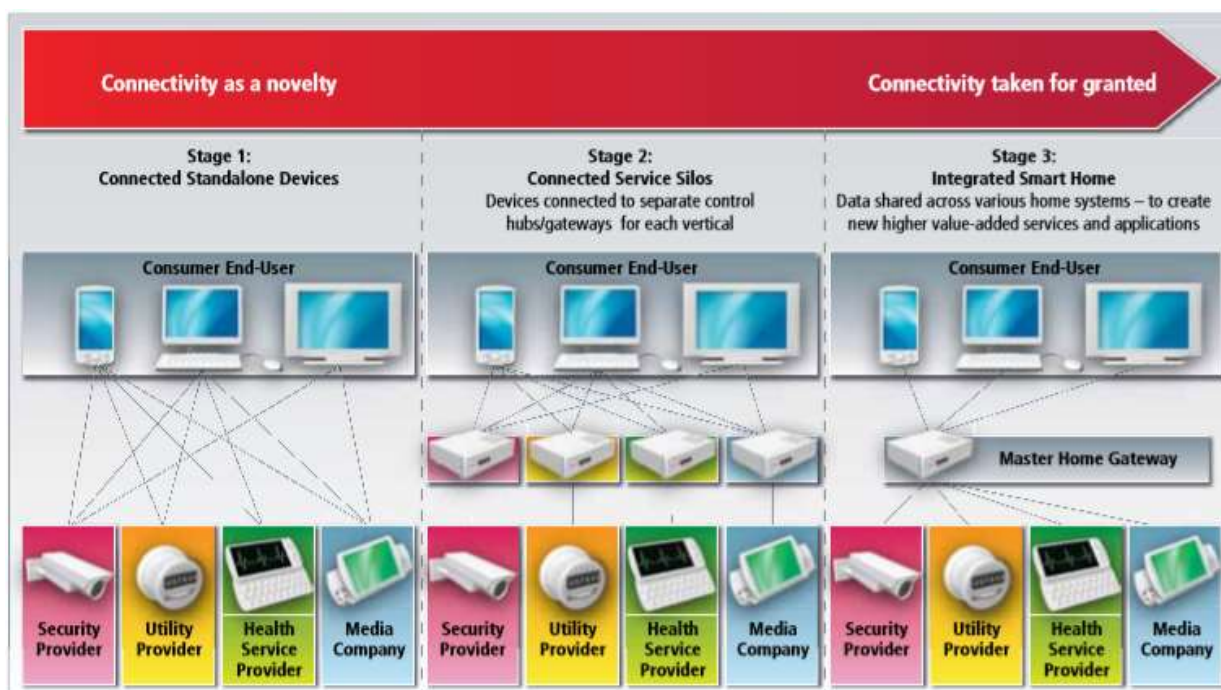 Connectivity as a novelty
Connectivity taken for granted
Stage 1:
Connected Standalone Devices
Stage 2:
Connected Service Silos
Devices connected to separate control
hubs/gateways for each vertical
Stage 3:
Integrated Smart Home
Data shared across various home systems – to create
new higher value-added services and applications
Consumer End-User
Consumer End-User
Consumer End-User
Master Home Gateway
Security
Provider
Utility
Provider
Health
Service
Provider
Media
Company
Security
Provider
Utility
Provider
Health
Service
Provider
Media
Company
Security
Provider
Utility
Provider
Health
Service
Provider
Media
Company